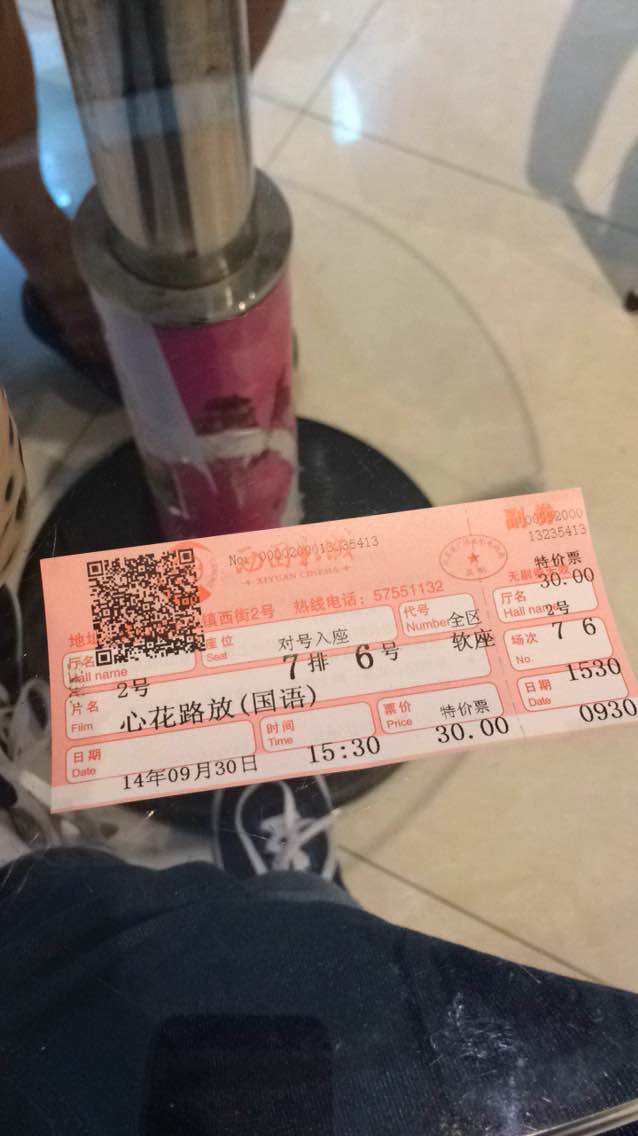 副券
No: 0000200013235413
00002000
13235413
XIYUAN CINEMA
特价票
30.00
镇西街2号 热线电话：57551132
厅名
Hall name
2号
座位
Seat
对号入座
7排 6号
代号
Number
全区
软座
厅名
Hall name
2号
片名
Film
心花路放(国语)
场次
No.
7 6
日期
Date
14年09月30日
时间
Time
15:30
票价
Price
特价票
30.00
日期
Date
1530
0930